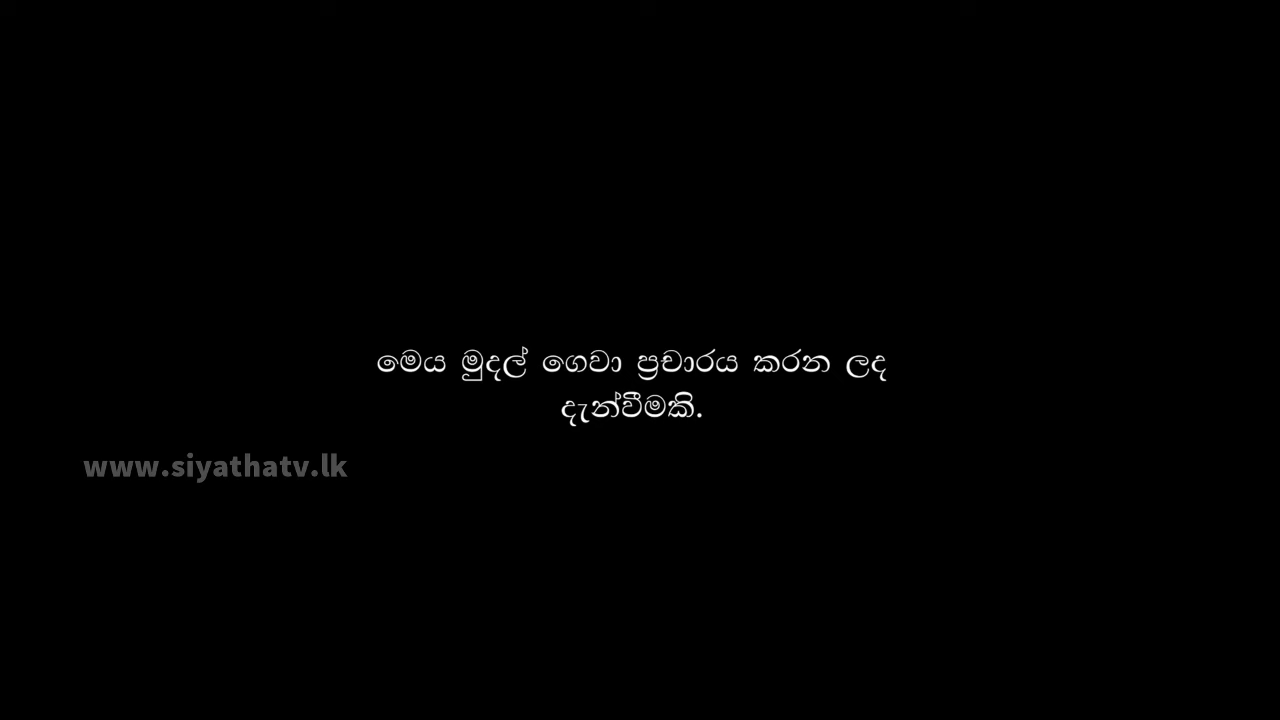 මෙය මුදල් ගෙවා ප්‍රචාරය කරන ලද
දැන්වීමකි.
www.siyathatv.lk